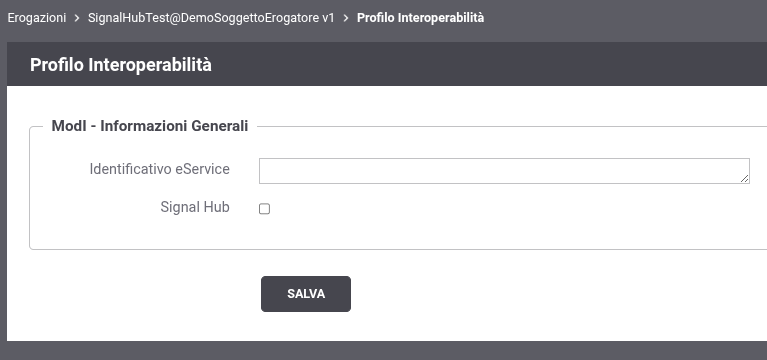 Erogazioni > SignalHubTest@DemoSoggettoErogatore v1 > Profilo Interoperabilità
Profilo Interoperabilità
ModI - Informazioni Generali
Identificativo eService
Signal Hub
SALVA